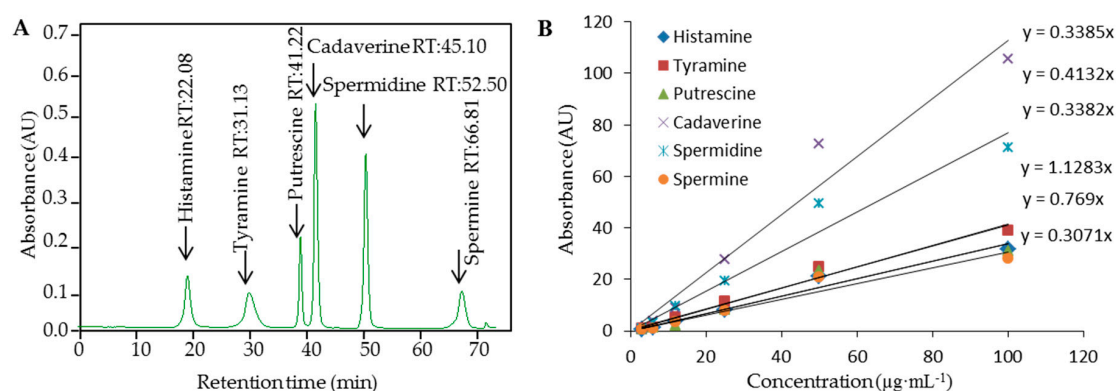 A
Absorbance (AU)
0.7
0.6
0.5
0.4
0.3
0.2
0.1
0.0
Histamine RT:22.08
Tyramine RT:31.13
Putrescine RT:41.22
Cadaverine RT:45.10
Spermidine RT:52.50
Spermine RT:66.81
0 10 20 30 40 50 60 70
Retention time (min)
B
Absorbance (AU)
120
100
80
60
40
20
0
Histamine
Tyramine
Putrescine
Cadaverine
Spermidine
Spermine
y = 0.3385x
y = 0.4132x
y = 0.3382x
y = 1.1283x
y = 0.769x
y = 0.3071x
0 20 40 60 80 100 120
Concentration (µg·mL⁻¹)